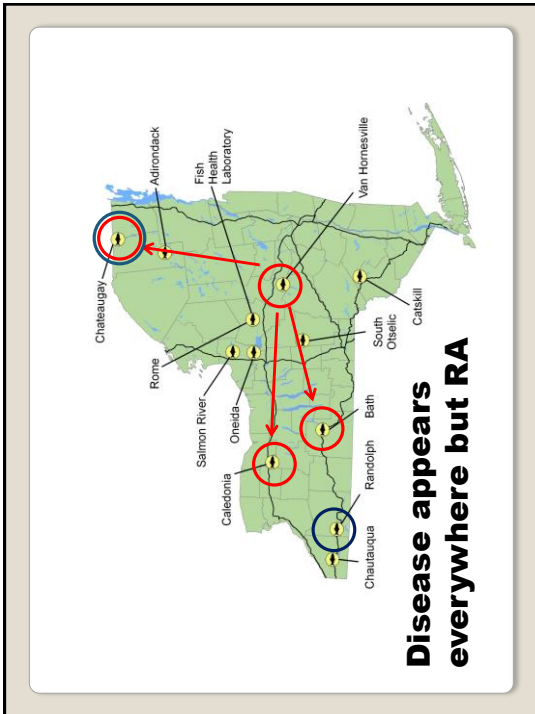 Chateaugay
Adirondack
Fish
Health
Laboratory
Van Hornesville
Rome
Salmon River
Oneida
South
Otselic
Catskill
Caledonia
Bath
Randolph
Chautauqua
Disease appears
everywhere but RA